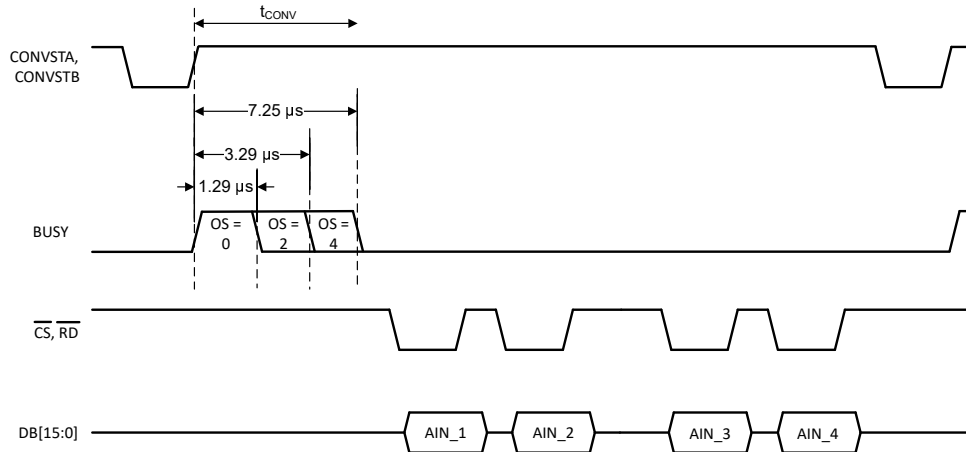 tCONV
CONVSTA,
CONVSTB
7.25 µs
3.29 µs
1.29 µs
BUSY
OS =
0
OS =
2
OS =
4
CS, RD
DB[15:0]
AIN_1
AIN_2
AIN_3
AIN_4